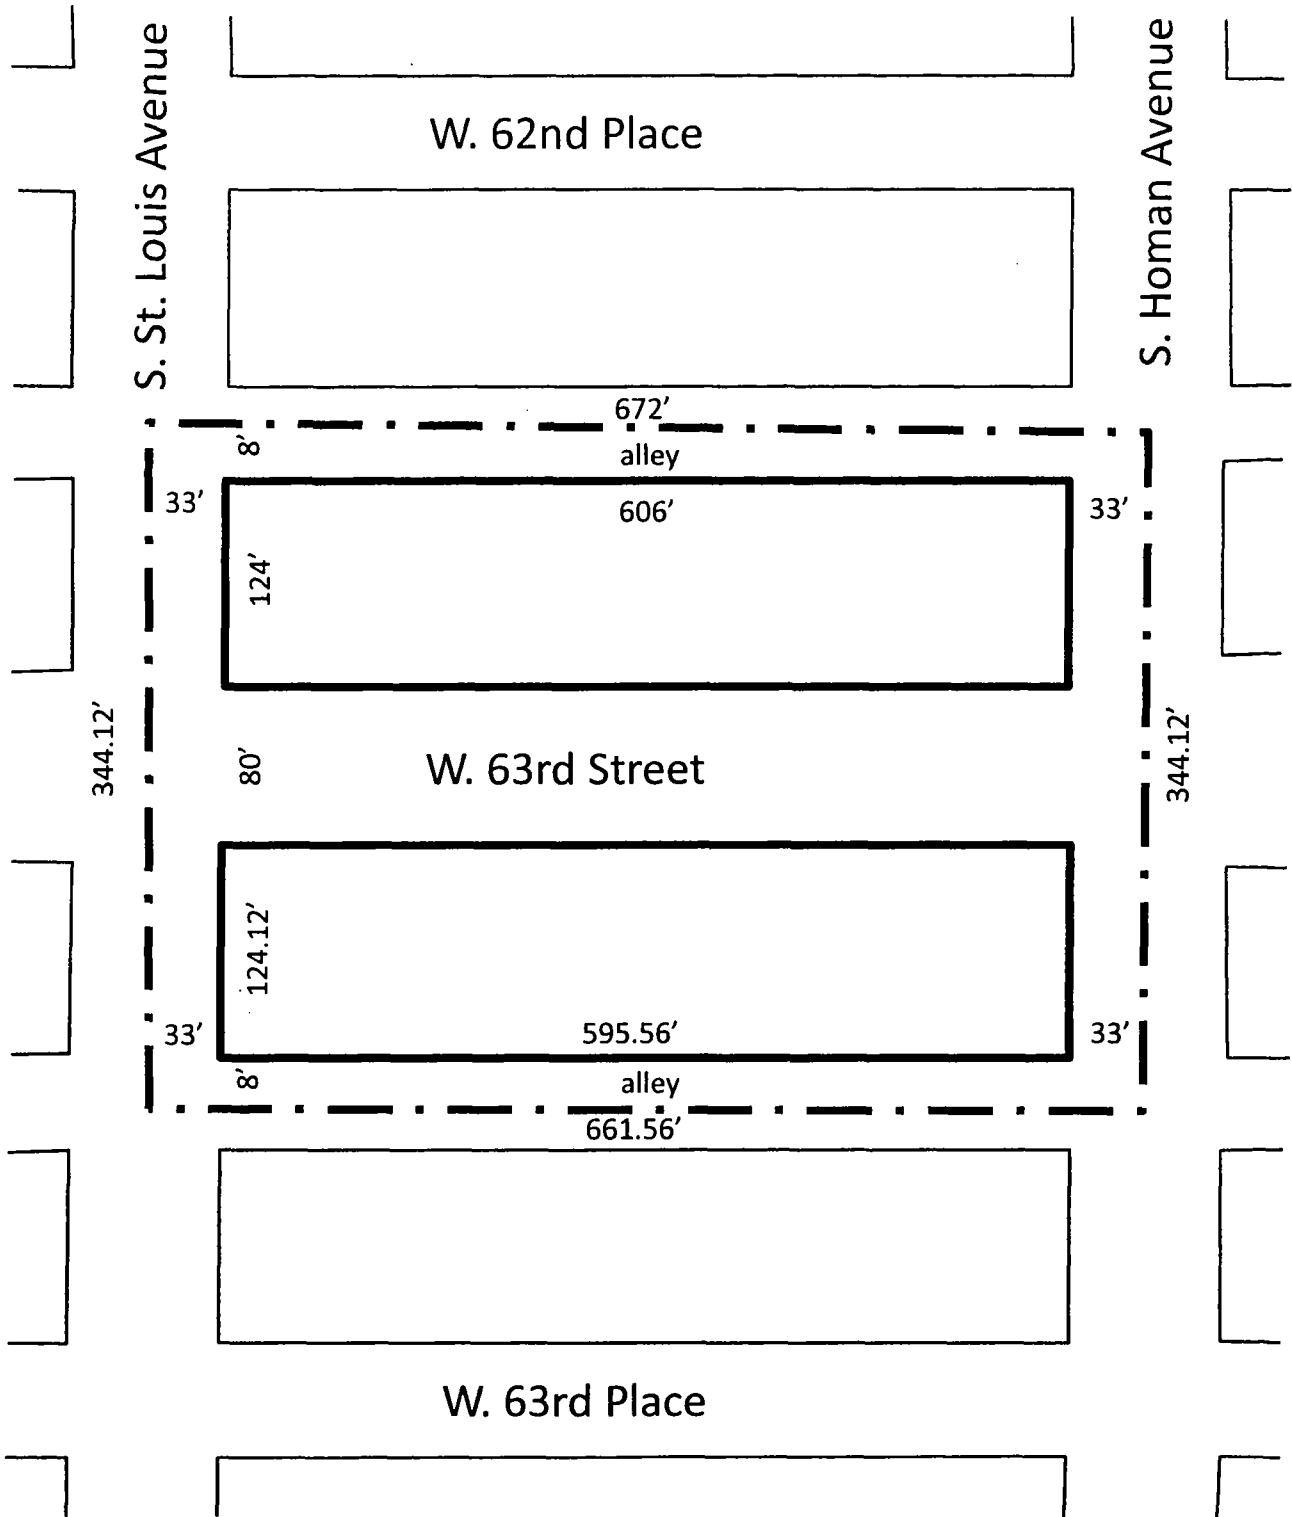 S. St. Louis Avenue
W. 62nd Place
S. Homan Avenue
672'
8'
alley
33'
606'
33'
124'
344.12'
80'
W. 63rd Street
344.12'
124.12'
33'
595.56'
33'
8'
alley
661.56'
W. 63rd Place